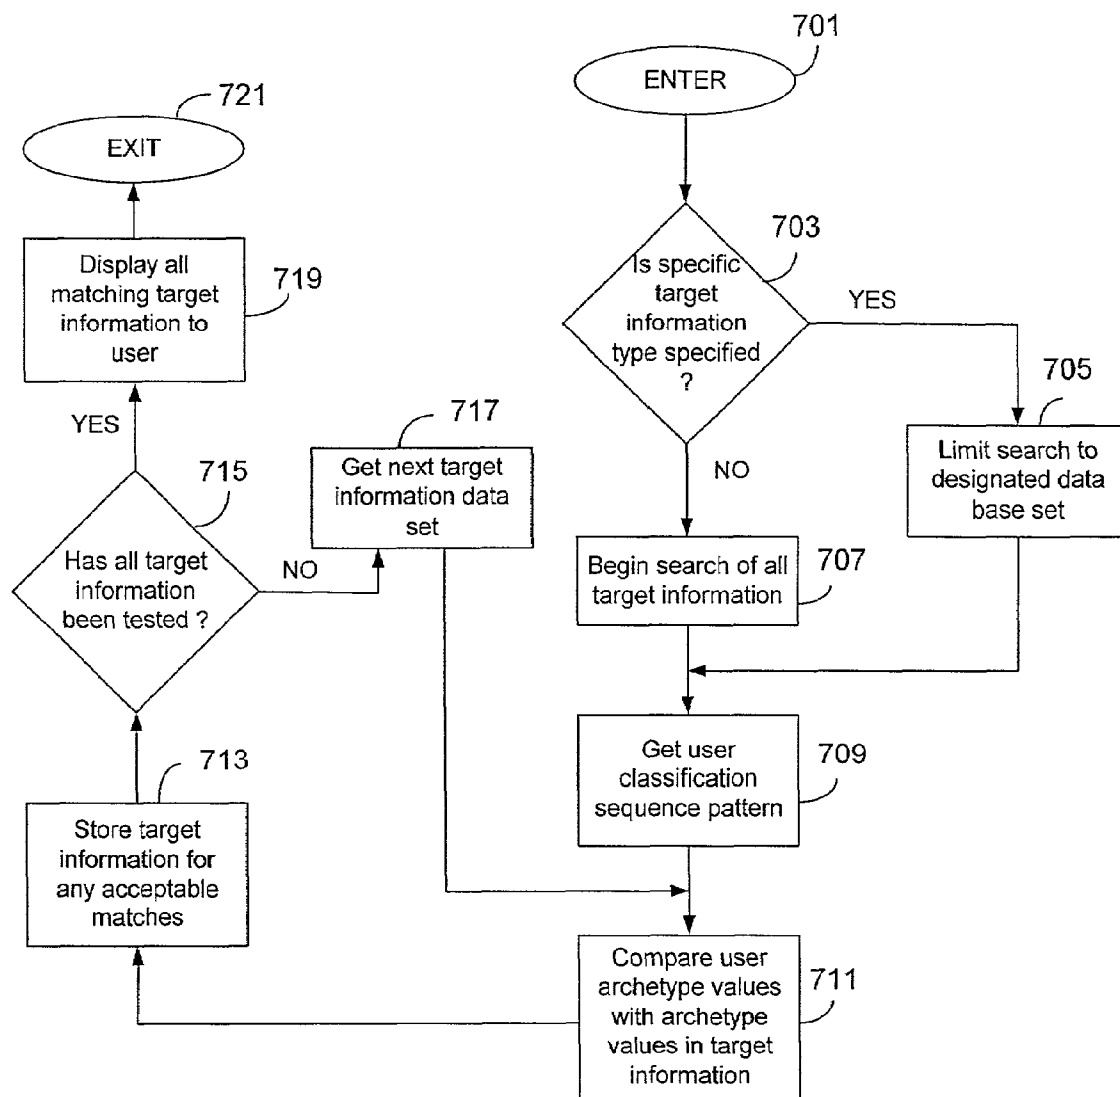 701
ENTER
703
Is specific
target
information
type specified
?
YES
NO
705
Limit search to
designated data
base set
707
Begin search of all
target information
709
Get user
classification
sequence pattern
711
Compare user
archetype values
with archetype
values in target
information
713
Store target
information for
any acceptable
matches
715
Has all target
information
been tested ?
NO
YES
717
Get next target
information data
set
719
Display all
matching target
information to
user
721
EXIT